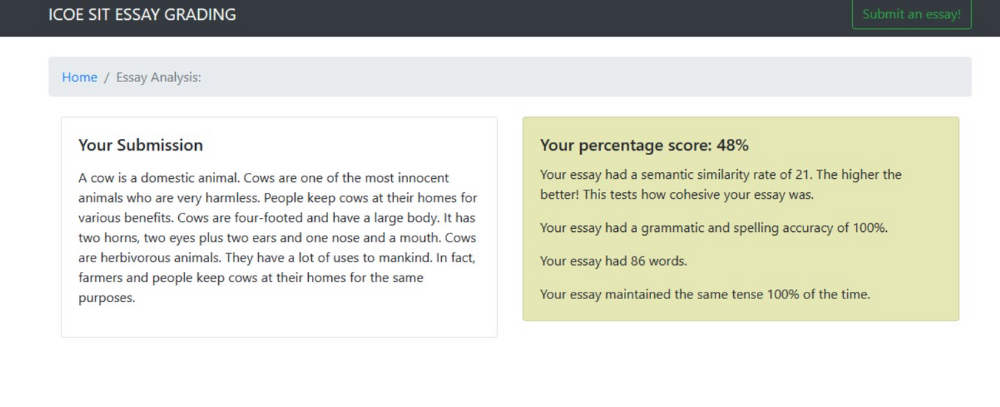 ICOE SIT ESSAY GRADING
Submit an essay!
Home / Essay Analysis:
Your Submission
A cow is a domestic animal. Cows are one of the most innocent
animals who are very harmless. People keep cows at their homes for
various benefits. Cows are four-footed and have a large body. It has
two horns, two eyes plus two ears and one nose and a mouth. Cows
are herbivorous animals. They have a lot of uses to mankind. In fact,
farmers and people keep cows at their homes for the same
purposes.
Your percentage score: 48%
Your essay had a semantic similarity rate of 21. The higher the
better! This tests how cohesive your essay was.
Your essay had a grammatic and spelling accuracy of 100%.
Your essay had 86 words.
Your essay maintained the same tense 100% of the time.